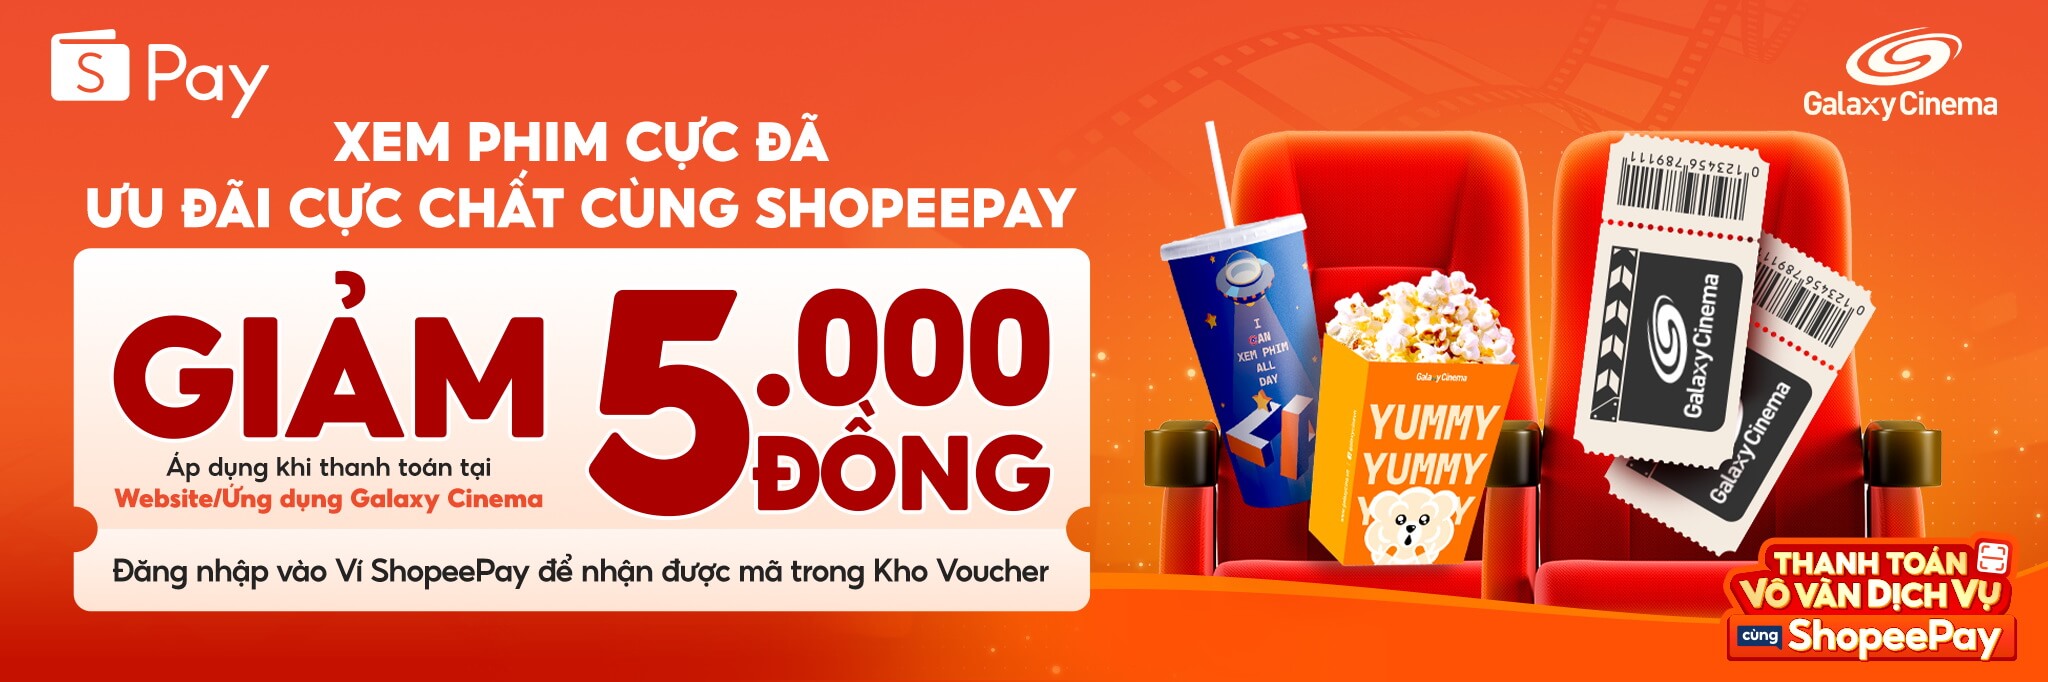 S Pay
Galaxy Cinema
XEM PHIM CỰC ĐÃ
ƯU ĐÃI CỰC CHẤT CÙNG SHOPEEPAY
GIẢM 5.000 ĐỒNG
Áp dụng khi thanh toán tại
Website/Ứng dụng Galaxy Cinema
Đăng nhập vào Ví ShopeePay để nhận được mã trong Kho Voucher
I
CAN
XEM PHIM
ALL
DAY
Galaxy Cinema
YUMMY
YUMMY
0 123456 789111
Galaxy Cinema
0 123456 789111
Galaxy Cinema
THANH TOÁN
VÔ VÀN DỊCH VỤ
cùng ShopeePay